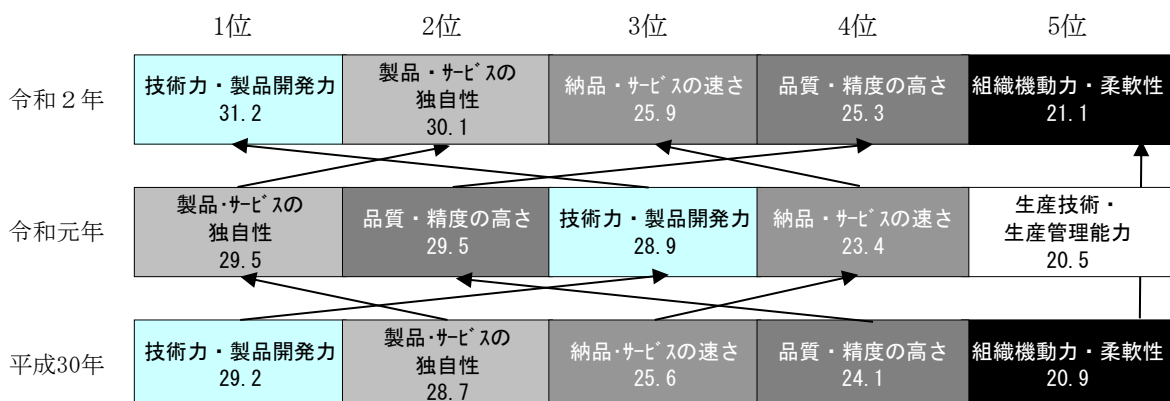 1位 2位 3位 4位 5位
令和２年
技術力・製品開発力
31.2
製品・ｻｰﾋﾞｽの
独自性
30.1
納品・ｻｰﾋﾞｽの速さ
25.9
品質・精度の高さ
25.3
組織機動力・柔軟性
21.1
令和元年
製品･ｻｰﾋﾞｽの
独自性
29.5
品質・精度の高さ
29.5
技術力・製品開発力
28.9
納品・ｻｰﾋﾞｽの速さ
23.4
生産技術・
生産管理能力
20.5
平成30年
技術力・製品開発力
29.2
製品･ｻｰﾋﾞｽの
独自性
28.7
納品･ｻｰﾋﾞｽの速さ
25.6
品質・精度の高さ
24.1
組織機動力・柔軟性
20.9